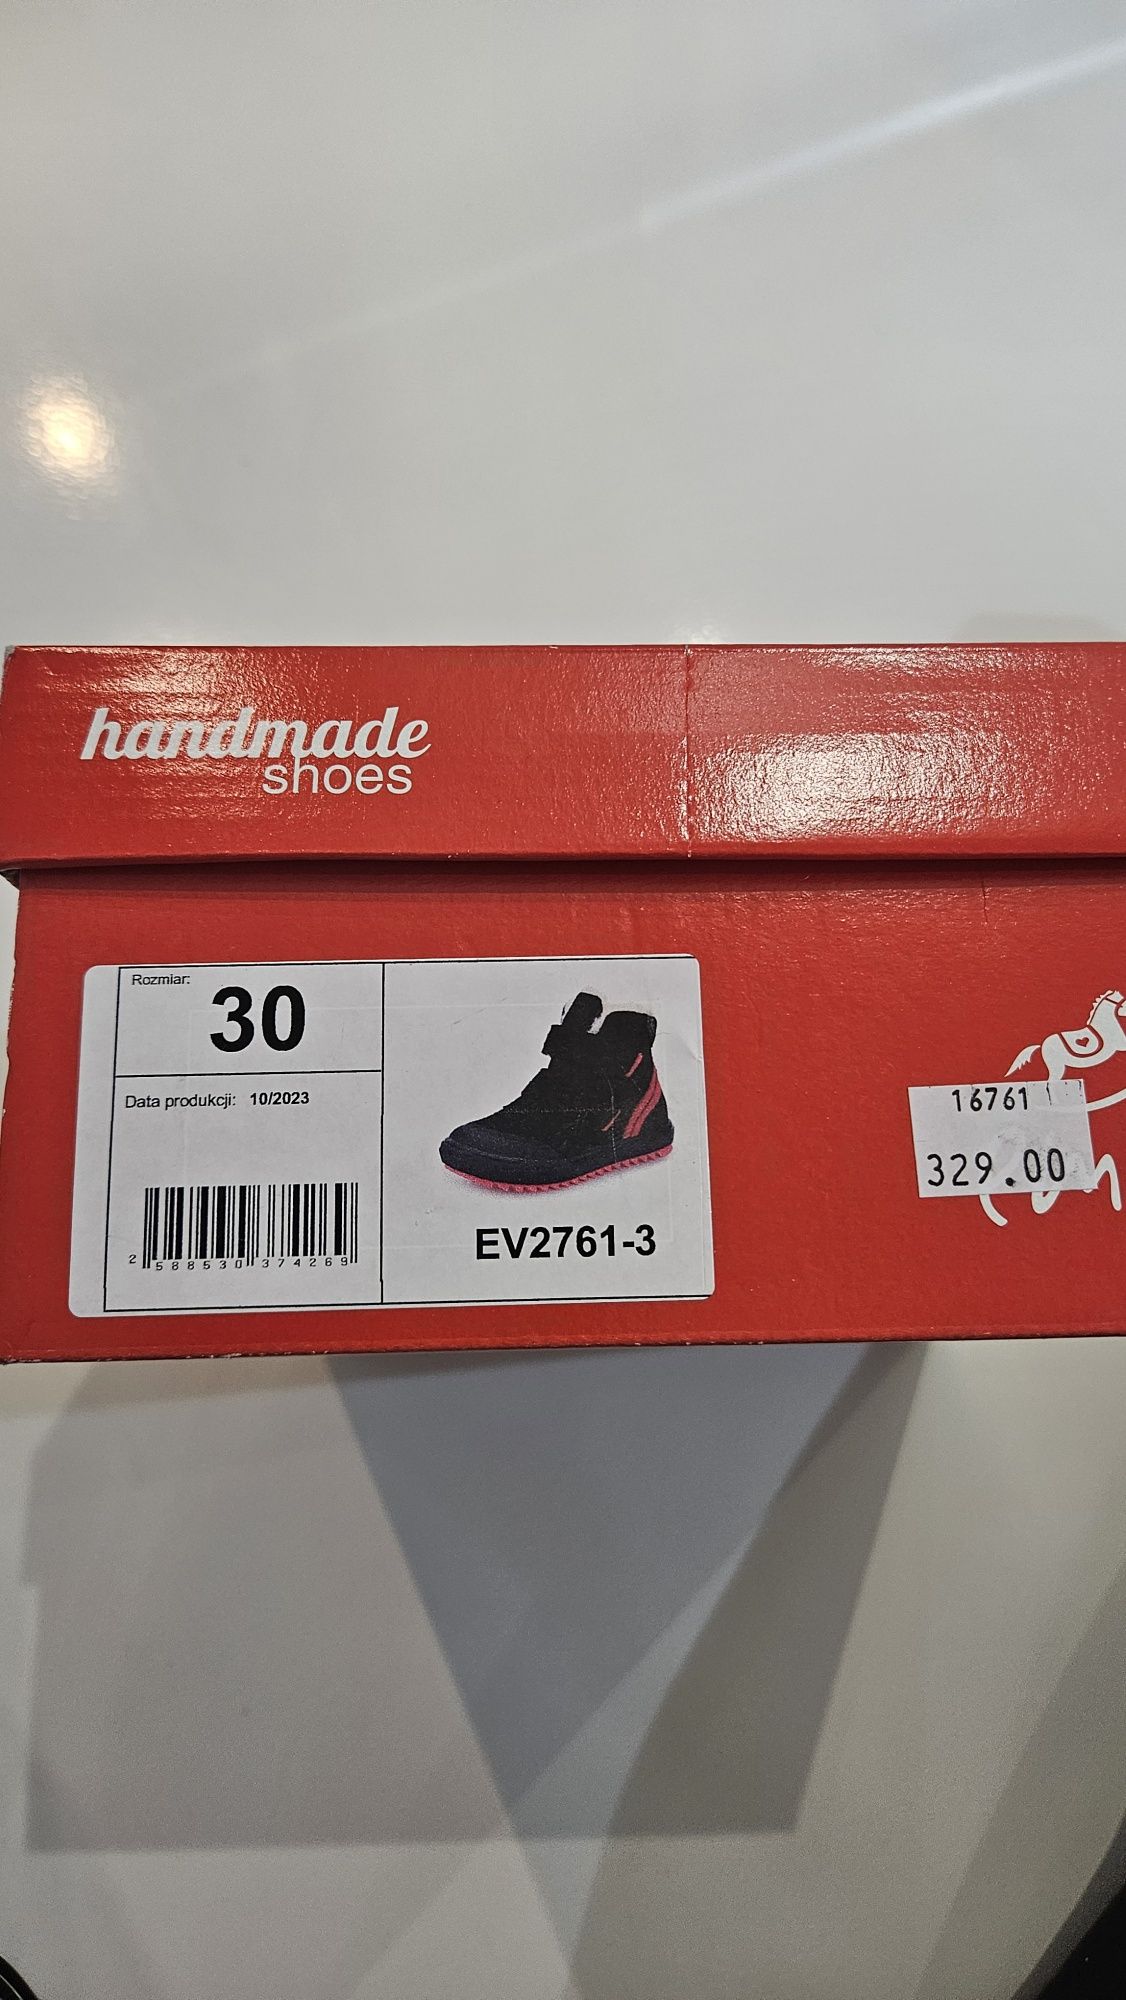 handmade
shoes
Rozmiar:
30
Data produkcji: 10/2023
2 588530 374269
EV2761-3
16761
329.00